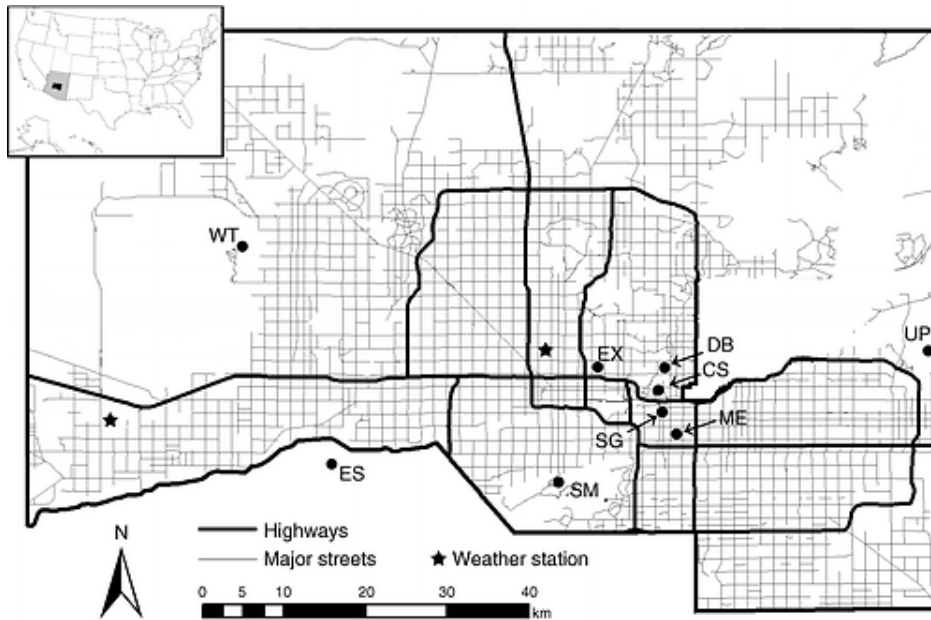 WT
UP
DB
EX
CS
SG
ME
ES
SM
N
Highways
Major streets
Weather station
0 5 10 20 30 40
km